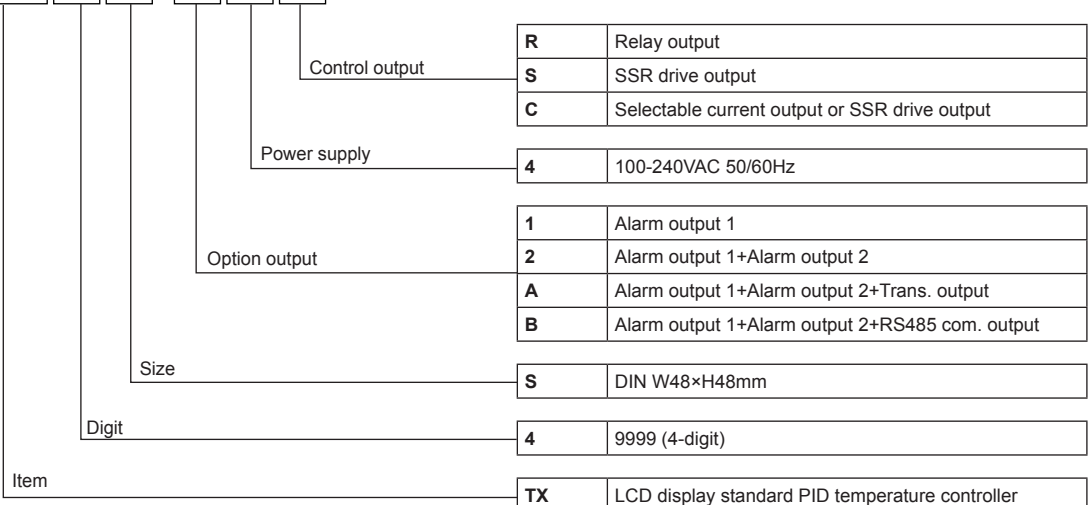 R Relay output
Control output
S SSR drive output
C Selectable current output or SSR drive output
Power supply
4 100-240VAC 50/60Hz
1 Alarm output 1
Option output
2 Alarm output 1+Alarm output 2
A Alarm output 1+Alarm output 2+Trans. output
B Alarm output 1+Alarm output 2+RS485 com. output
Size
S DIN W48×H48mm
Digit
4 9999 (4-digit)
Item
TX LCD display standard PID temperature controller